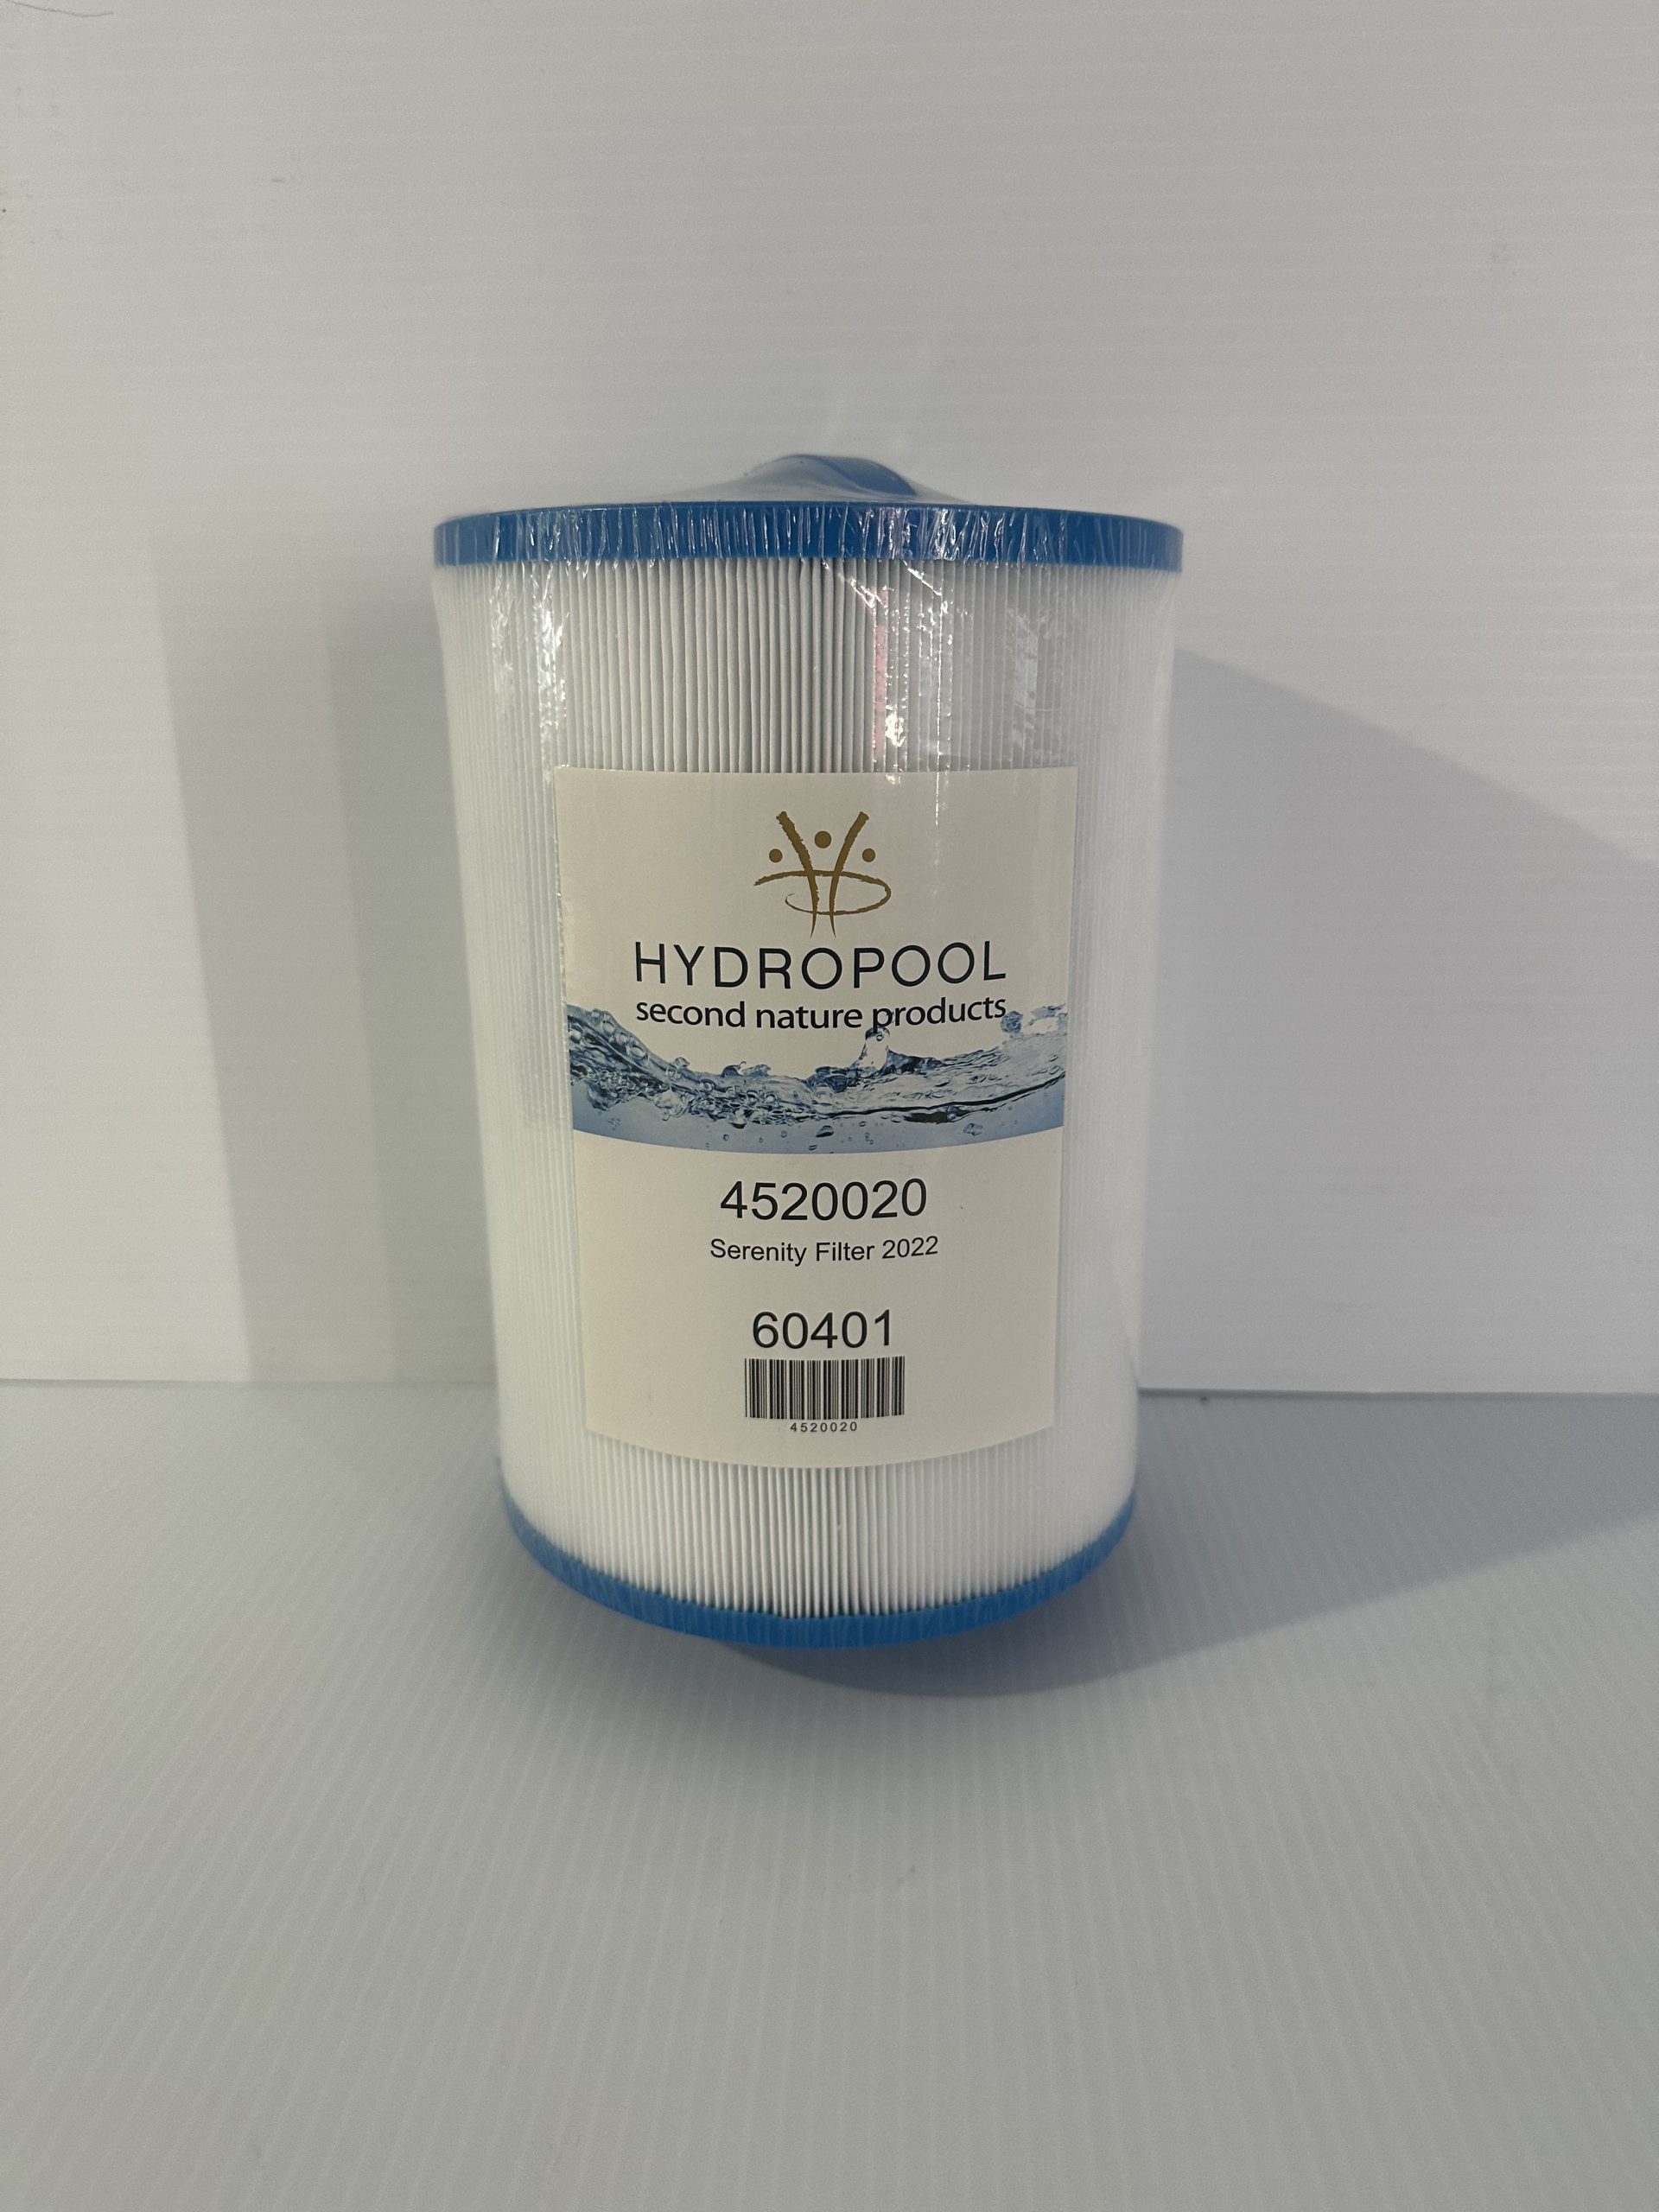 HYDROPOOL
second nature products
4520020
Serenity Filter 2022
60401
4520020